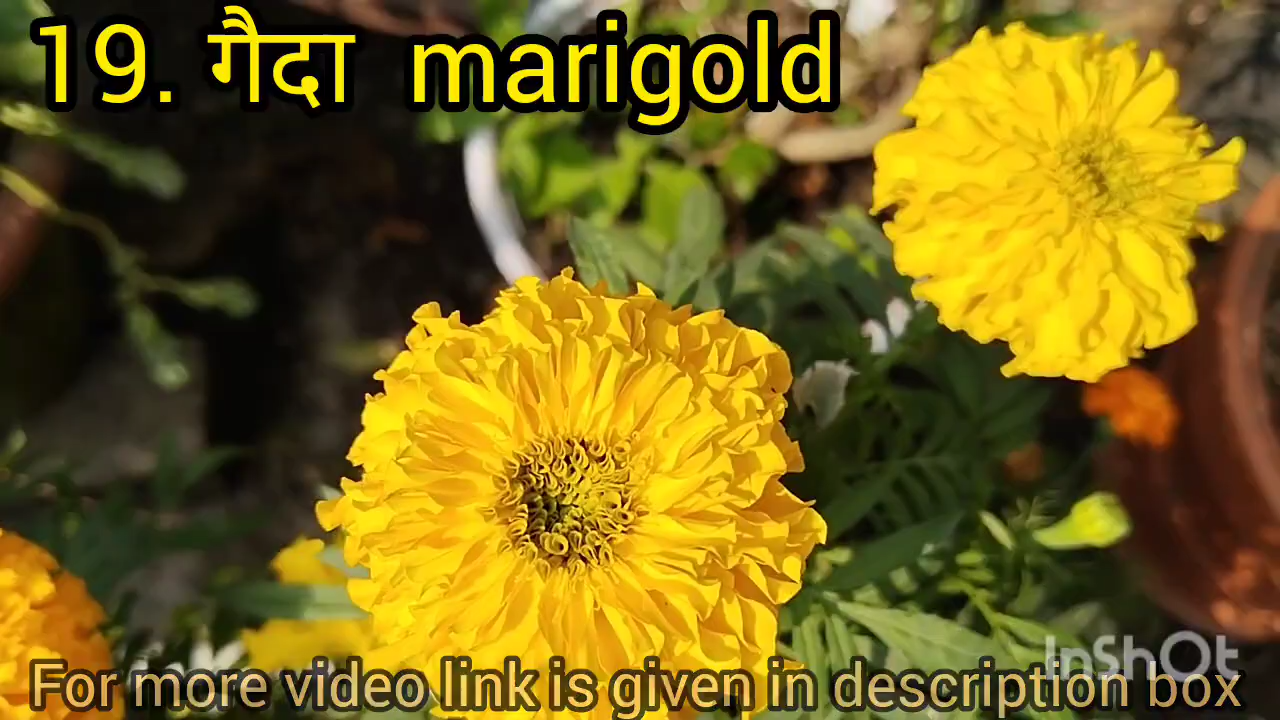 19. गैदा marigold
InShOt
For more video link is given in description box